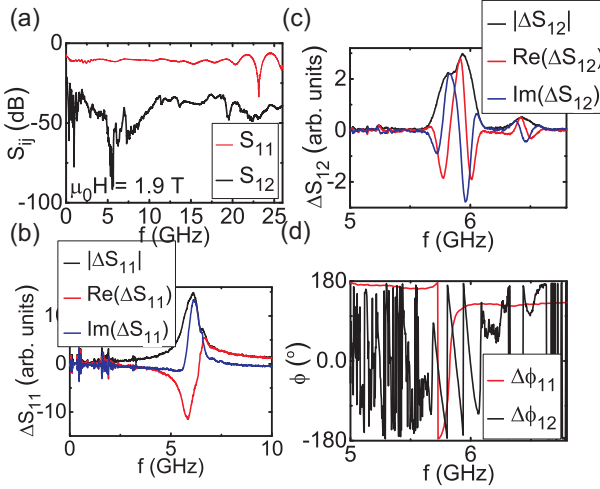 (a)
0
-50
-100
S_ij (dB)
S_11
S_12
μ_0H = 1.9 T
0 5 10 15 20 25
f (GHz)
(b)
|ΔS_11|
Re(ΔS_11)
Im(ΔS_11)
10
0
-10
ΔS_11 (arb. units)
0 5 10
f (GHz)
(c)
|ΔS_12|
Re(ΔS_12)
Im(ΔS_12)
2
0
-2
ΔS_12 (arb. units)
5 6
f (GHz)
(d)
180
0.0
-180
ϕ (°)
Δϕ_11
Δϕ_12
5 6
f (GHz)